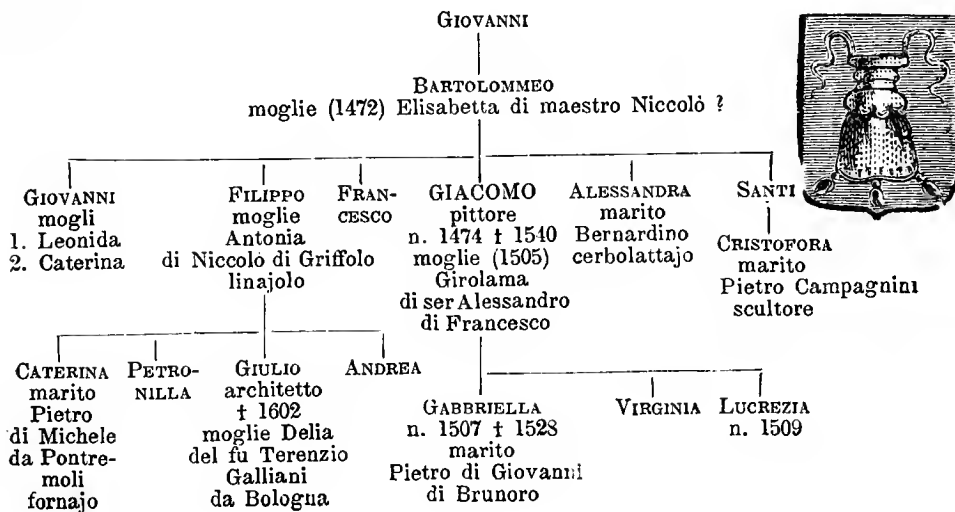 GIOVANNI
BARTOLOMMEO
moglie (1472) Elisabetta di maestro Niccolò ?
GIOVANNI
mogli
1. Leonida
2. Caterina
FILIPPO
moglie
Antonia
di Niccolò di Griffolo
linajolo
FRAN-
CESCO
GIACOMO
pittore
n. 1474 † 1540
moglie (1505)
Girolama
di ser Alessandro
di Francesco
ALESSANDRA
marito
Bernardino
cerbolattajo
SANTI
CRISTOFORA
marito
Pietro Campagnini
scultore
CATERINA
marito
Pietro
di Michele
da Pontre-
moli
fornajo
PETRO-
NILLA
GIULIO
architetto
† 1602
moglie Delia
del fu Terenzio
Galliani
da Bologna
ANDREA
GABBRIELLA
n. 1507 † 1528
marito
Pietro di Giovanni
di Brunoro
VIRGINIA
LUCREZIA
n. 1509